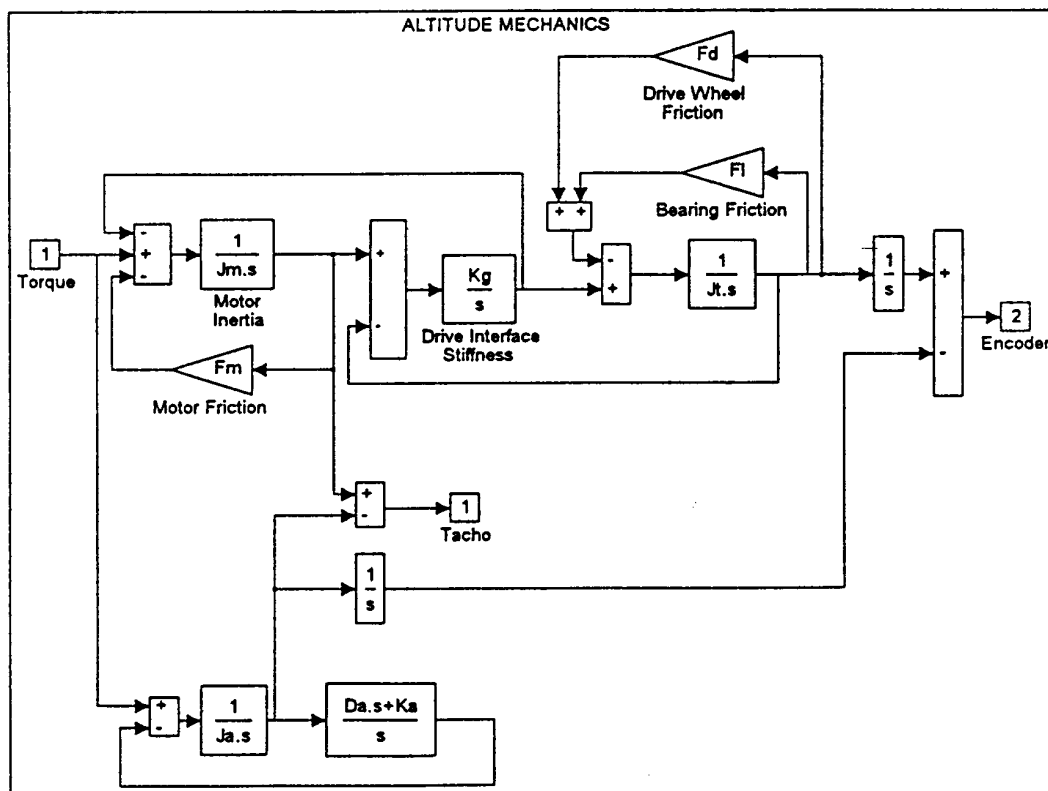 ALTITUDE MECHANICS
Fd
Drive Wheel
Friction
Fl
Bearing Friction
+ +
-
+
-
1
Jm.s
Motor
Inertia
1
Torque
+
-
Kg
s
Drive Interface
Stiffness
-
+
1
Jt.s
1
s
+
-
2
Encoder
Fm
Motor Friction
+
-
1
Tacho
1
s
+
-
1
Ja.s
Da.s+Ka
s